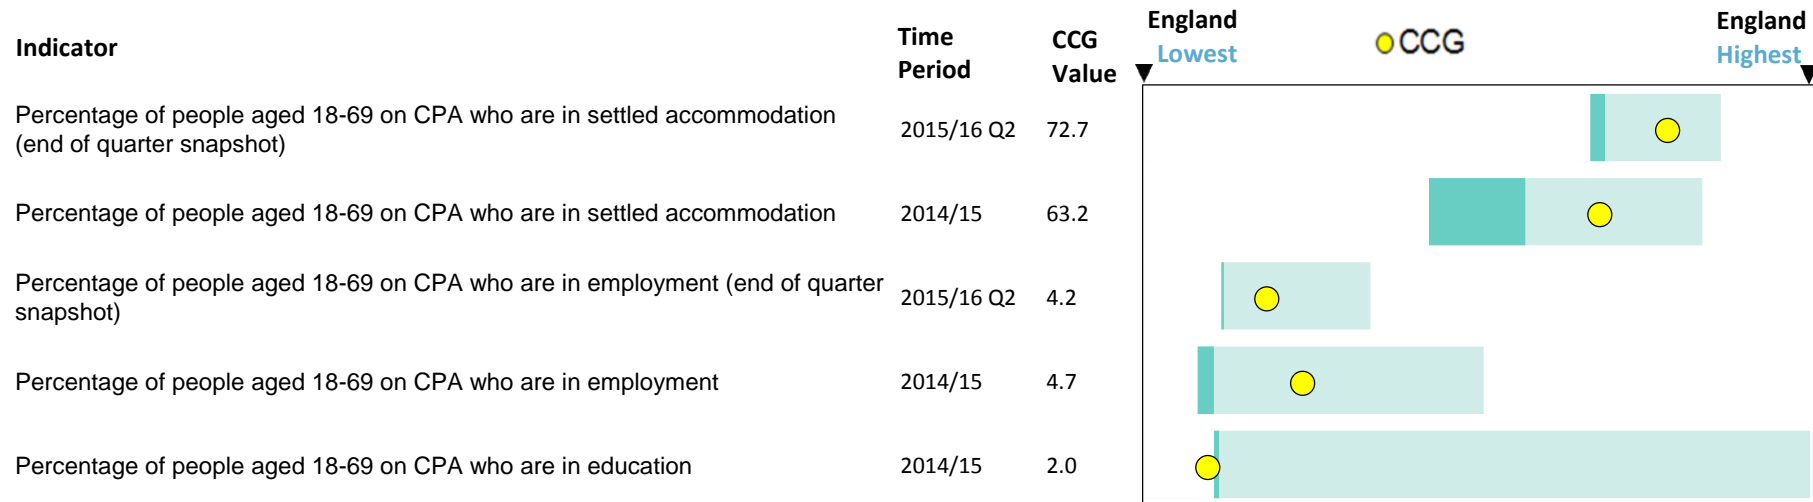 Indicator
Time
Period
CCG
Value
England
Lowest
CCG
England
Highest
Percentage of people aged 18-69 on CPA who are in settled accommodation
(end of quarter snapshot)
2015/16 Q2
72.7
Percentage of people aged 18-69 on CPA who are in settled accommodation
2014/15
63.2
Percentage of people aged 18-69 on CPA who are in employment (end of quarter
snapshot)
2015/16 Q2
4.2
Percentage of people aged 18-69 on CPA who are in employment
2014/15
4.7
Percentage of people aged 18-69 on CPA who are in education
2014/15
2.0